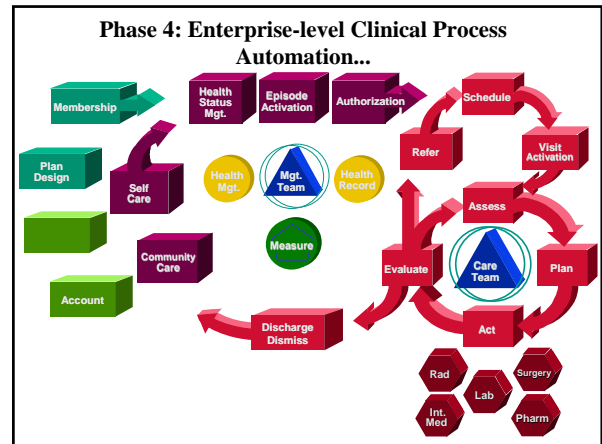 Phase 4: Enterprise-level Clinical Process
Automation...
Membership
Health
Status
Mgt.
Episode
Activation
Authorization
Schedule
Refer
Visit
Activation
Plan
Design
Self
Care
Health
Mgt.
Mgt.
Team
Health
Record
Assess
Measure
Community
Care
Evaluate
Care
Team
Plan
Account
Discharge
Dismiss
Act
Rad
Surgery
Lab
Int.
Med
Pharm